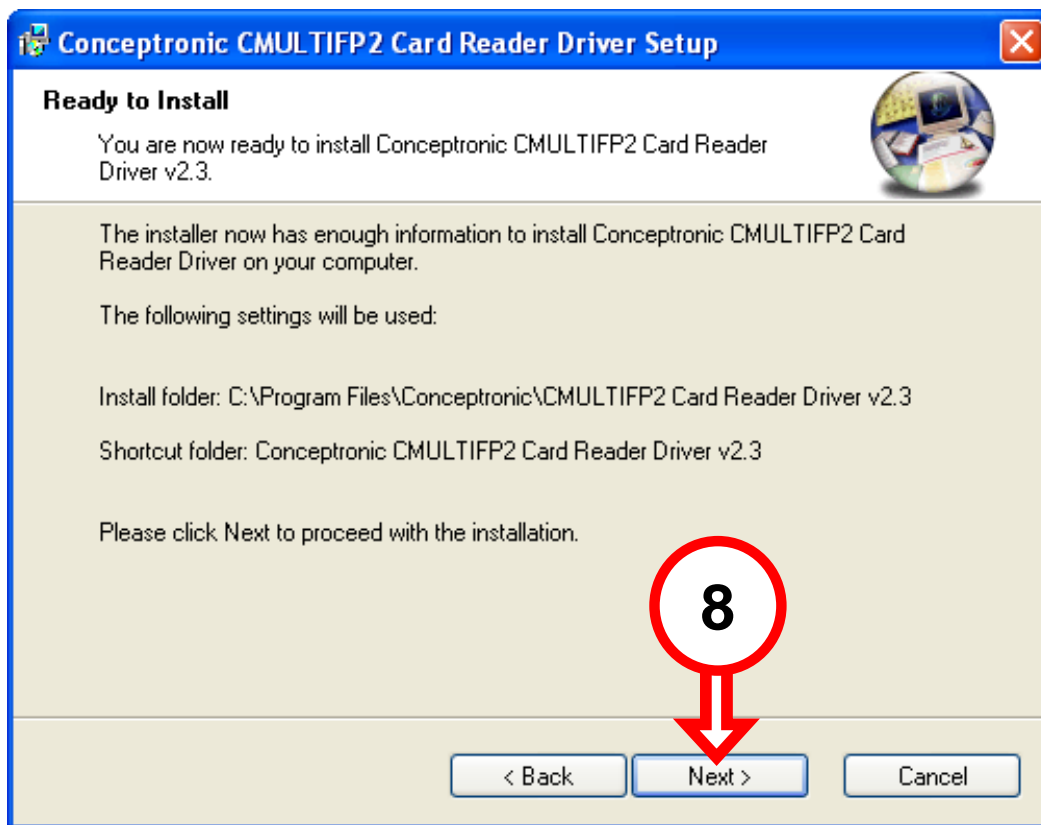 Conceptronic CMULTIFP2 Card Reader Driver Setup
Ready to Install
You are now ready to install Conceptronic CMULTIFP2 Card Reader
Driver v2.3.
The installer now has enough information to install Conceptronic CMULTIFP2 Card
Reader Driver on your computer.
The following settings will be used:
Install folder: C:\Program Files\Conceptronic\CMULTIFP2 Card Reader Driver v2.3
Shortcut folder: Conceptronic CMULTIFP2 Card Reader Driver v2.3
Please click Next to proceed with the installation.
8
< Back Next > Cancel